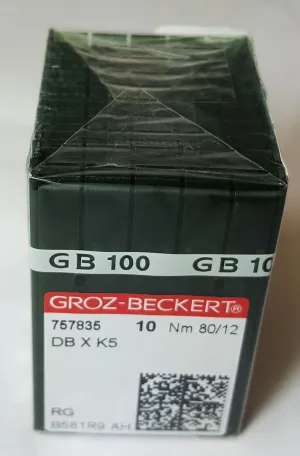 GB 100 GB 10
GROZ-BECKERT®
757835 10 Nm 80/12
DB X K5
RG
B581R9 AH